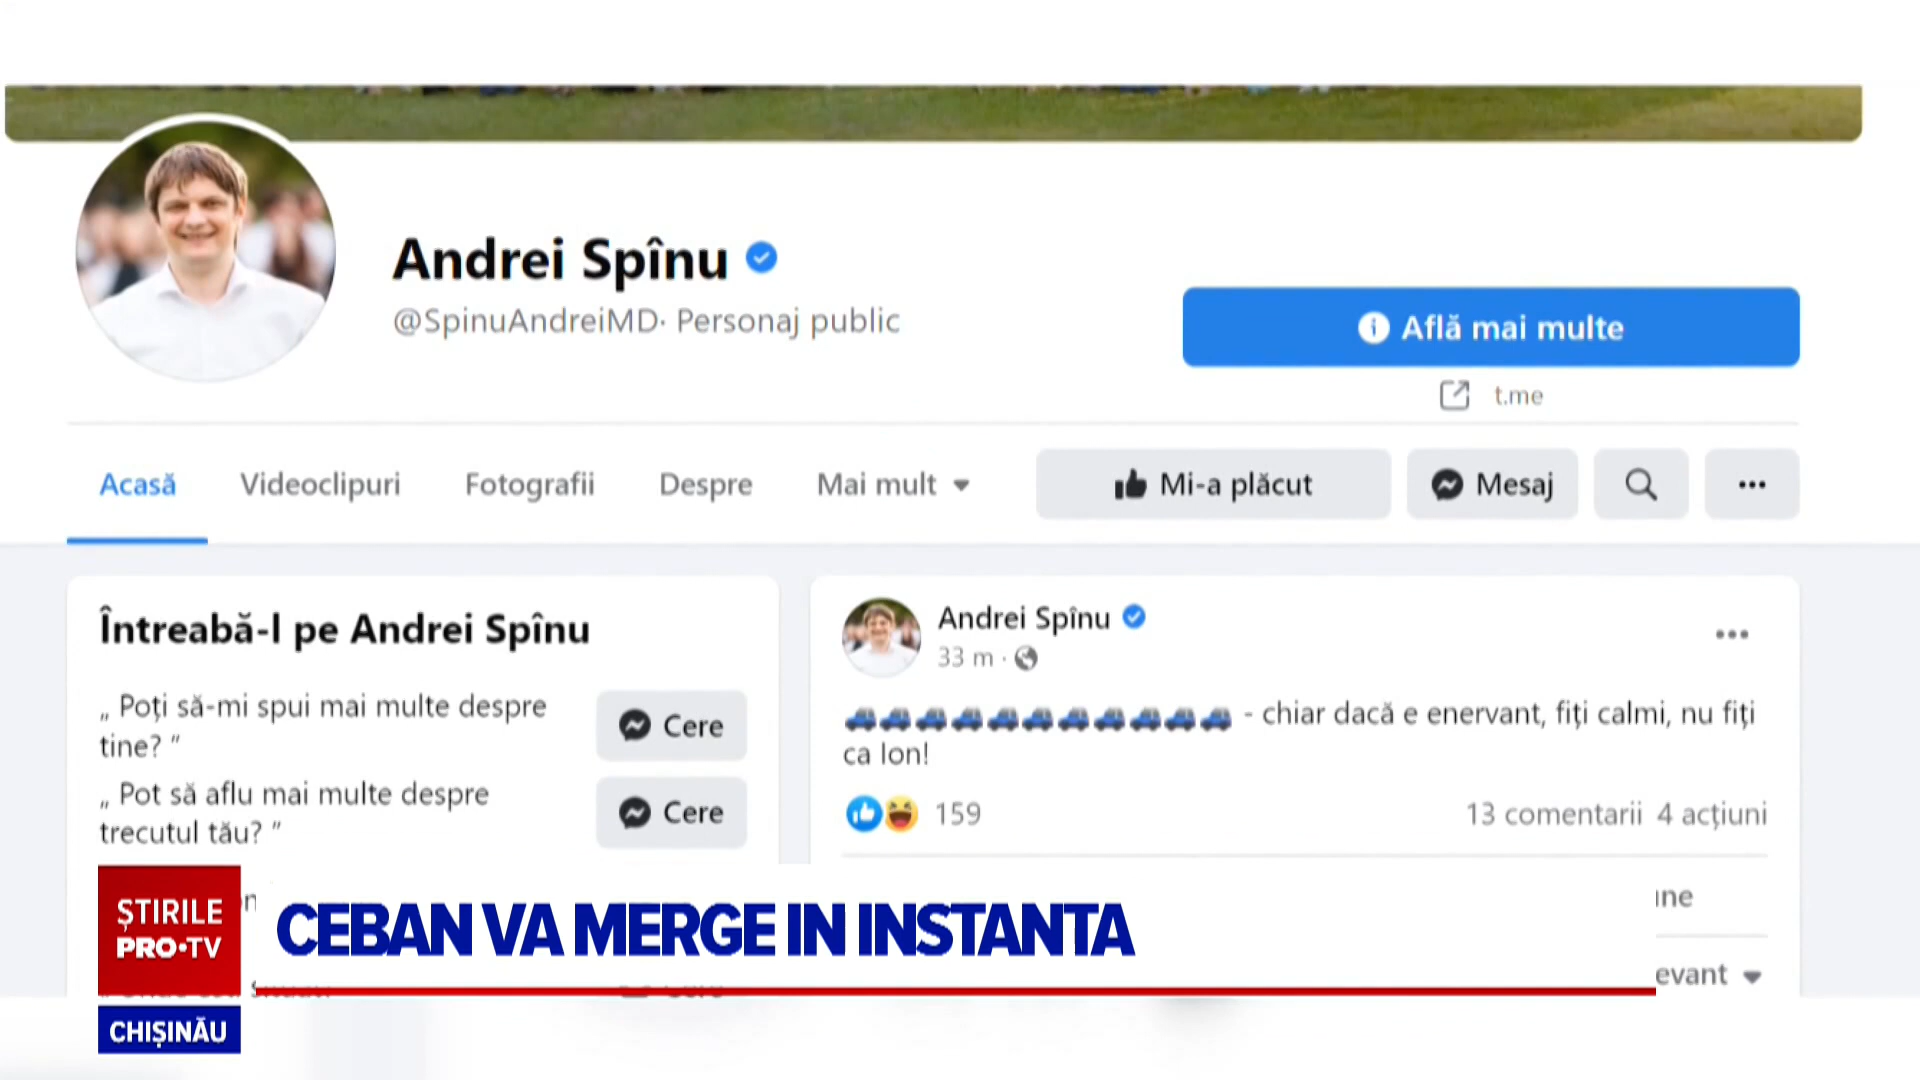 Andrei Spînu
@SpinuAndreiMD· Personaj public
Află mai multe
t.me
Acasă Videoclipuri Fotografii Despre Mai mult
Mi-a plăcut Mesaj
Întreabă-l pe Andrei Spînu
„ Poți să-mi spui mai multe despre
tine? ”
Cere
„ Pot să aflu mai multe despre
trecutul tău? ”
Cere
Andrei Spînu
33 m ·
🚙🚙🚙🚙🚙🚙🚙🚙🚙🚙🚙 - chiar dacă e enervant, fiți calmi, nu fiți
ca Ion!
159
13 comentarii 4 acțiuni
ȘTIRILE
PRO•TV
CHIȘINĂU
CEBAN VA MERGE IN INSTANTA